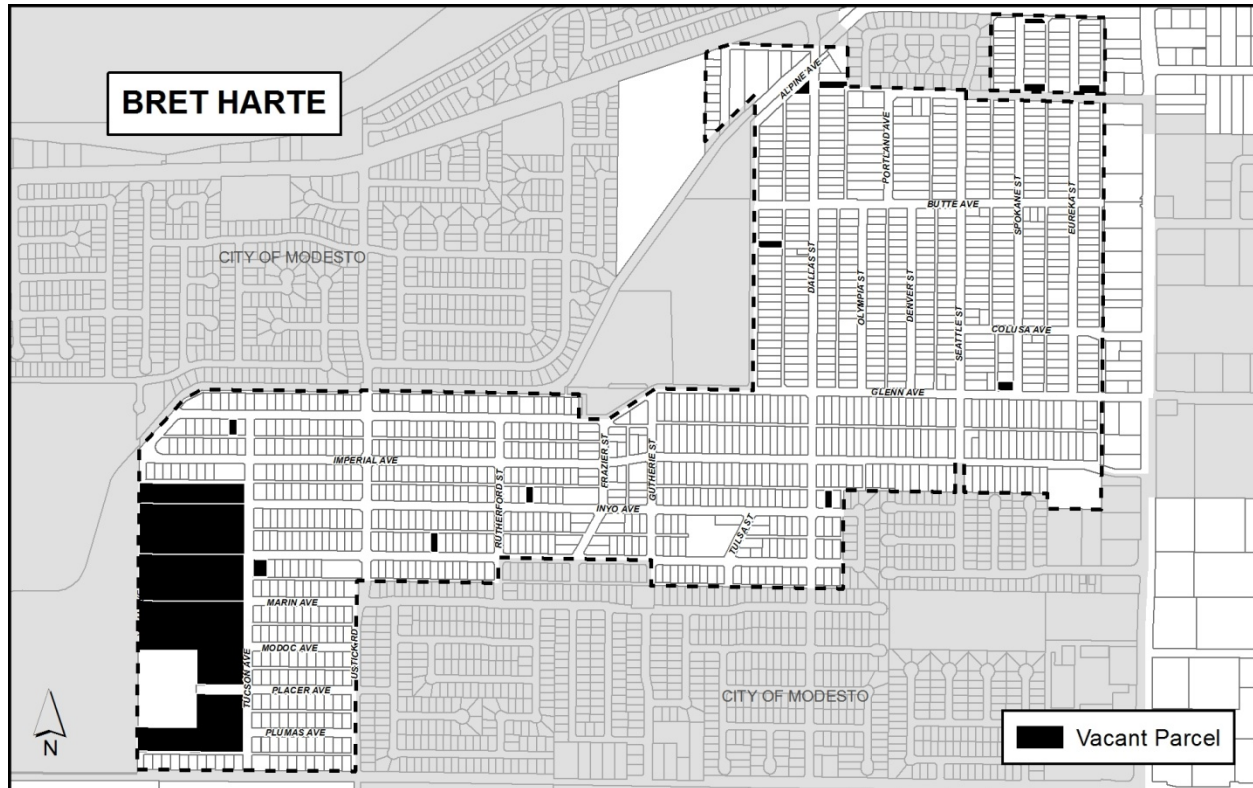 BRET HARTE
ALPINE AVE
PORTLAND AVE
SPOKANE ST
EUREKA ST
BUTTE AVE
CITY OF MODESTO
DALLAS ST
OLYMPIA ST
DENVER ST
SEATTLE ST
COLUSA AVE
GLENN AVE
IMPERIAL AVE
FRAZIER ST
GUTHERIE ST
RUTHERFORD ST
INYO AVE
TULSA ST
MARIN AVE
MODOC AVE
USTICK RD
TUCSON AVE
PLACER AVE
CITY OF MODESTO
PLUMAS AVE
N
Vacant Parcel